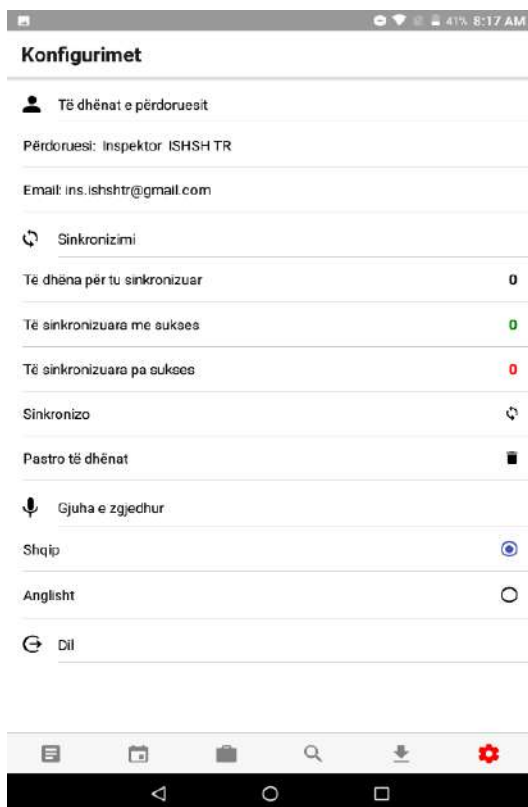 41% 8:17 AM
Konfigurimet
Të dhënat e përdoruesit
Përdoruesi: Inspektor ISHSH TR
Email: ins.ishshtr@gmail.com
Sinkronizimi
Të dhëna për tu sinkronizuar 0
Të sinkronizuara me sukses 0
Të sinkronizuara pa sukses 0
Sinkronizo
Pastro të dhënat
Gjuha e zgjedhur
Shqip
Anglisht
Dil